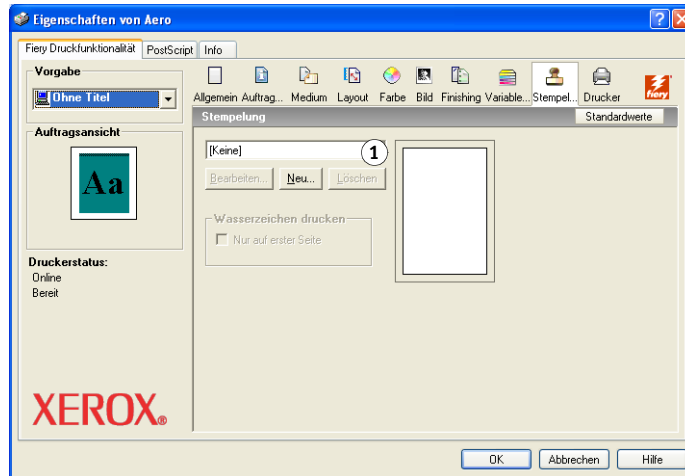 Eigenschaften von Aero
Fiery Druckfunktionalität PostScript Info
Vorgabe
Ohne Titel
Auftragsansicht
Aa
Druckerstatus:
Online
Bereit
XEROX®
Allgemein Auftrag... Medium Layout Farbe Bild Finishing Variable... Stempel... Drucker
fiery
Stempelung Standardwerte
[Keine] 1
Bearbeiten... Neu... Löschen
Wasserzeichen drucken
Nur auf erster Seite
OK Abbrechen Hilfe